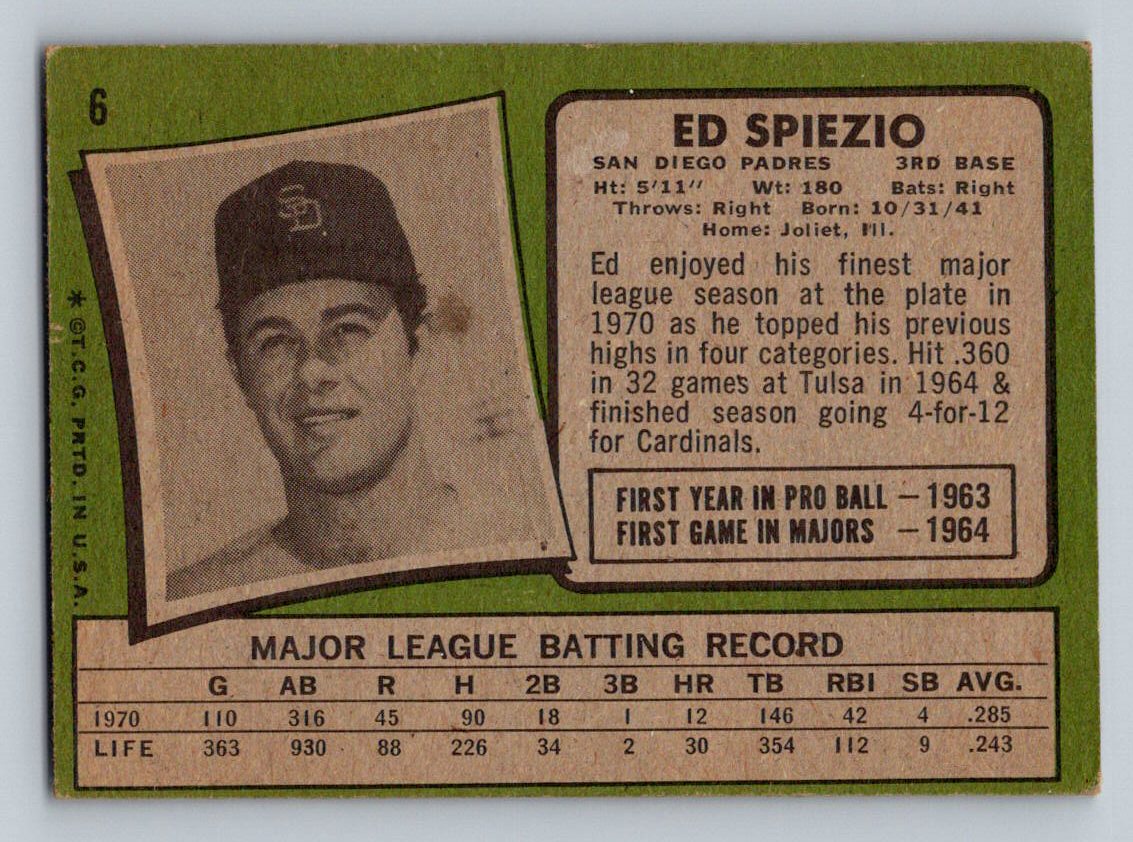 6
SD
* ©T.C.G. PRTD. IN U.S.A.
ED SPIEZIO
SAN DIEGO PADRES 3RD BASE
Ht: 5'11" Wt: 180 Bats: Right
Throws: Right Born: 10/31/41
Home: Joliet, Ill.
Ed enjoyed his finest major
league season at the plate in
1970 as he topped his previous
highs in four categories. Hit .360
in 32 games at Tulsa in 1964 &
finished season going 4-for-12
for Cardinals.
FIRST YEAR IN PRO BALL — 1963
FIRST GAME IN MAJORS — 1964
MAJOR LEAGUE BATTING RECORD
G AB R H 2B 3B HR TB RBI SB AVG.
1970 110 316 45 90 18 1 12 146 42 4 .285
LIFE 363 930 88 226 34 2 30 354 112 9 .243